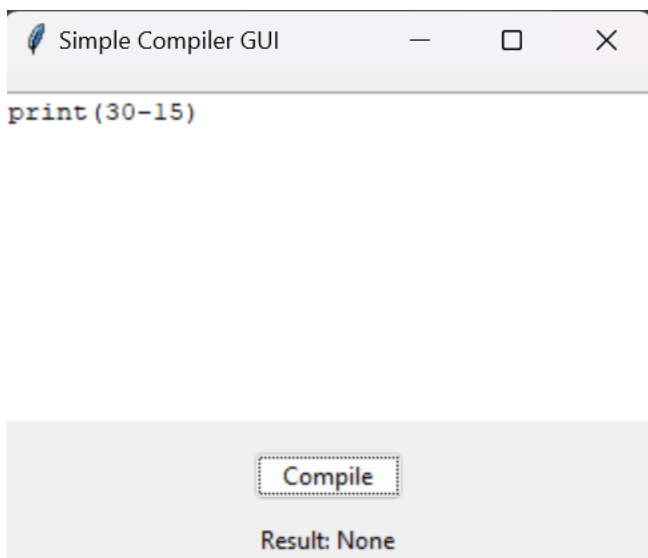 Simple Compiler GUI
print(30-15)
Compile
Result: None